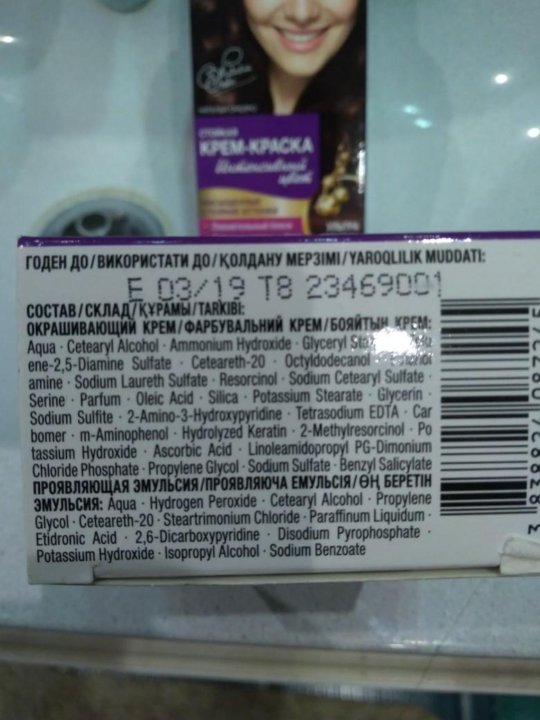 СТОЙКАЯ
КРЕМ-КРАСКА
Интенсивный
цвет
ГОДЕН ДО/ВИКОРИСТАТИ ДО/ҚОЛДАНУ МЕРЗІМІ/YAROQLILIK MUDDATI:
E 03/19 T8 23469001
СОСТАВ/СКЛАД/ҚҰРАМЫ/TARKIBI:
ОКРАШИВАЮЩИЙ КРЕМ/ФАРБУВАЛЬНИЙ КРЕМ/БОЯЙТЫН КРЕМ:
Aqua · Cetearyl Alcohol · Ammonium Hydroxide · Glyceryl
ene-2,5-Diamine Sulfate · Ceteareth-20 · Octyldodecanol ·
amine · Sodium Laureth Sulfate · Resorcinol · Sodium Cetearyl Sulfate ·
Serine · Parfum · Oleic Acid · Silica · Potassium Stearate · Glycerin ·
Sodium Sulfite · 2-Amino-3-Hydroxypyridine · Tetrasodium EDTA · Car
bomer · m-Aminophenol · Hydrolyzed Keratin · 2-Methylresorcinol · Po
tassium Hydroxide · Ascorbic Acid · Linoleamidopropyl PG-Dimonium
Chloride Phosphate · Propylene Glycol · Sodium Sulfate · Benzyl Salicylate
ПРОЯВЛЯЮЩАЯ ЭМУЛЬСИЯ/ПРОЯВЛЯЮЧА ЕМУЛЬСІЯ/ӨҢ БЕРЕТІН
ЭМУЛЬСИЯ: Aqua · Hydrogen Peroxide · Cetearyl Alcohol · Propylene
Glycol · Ceteareth-20 · Steartrimonium Chloride · Paraffinum Liquidum ·
Etidronic Acid · 2,6-Dicarboxypyridine · Disodium Pyrophosphate ·
Potassium Hydroxide · Isopropyl Alcohol · Sodium Benzoate